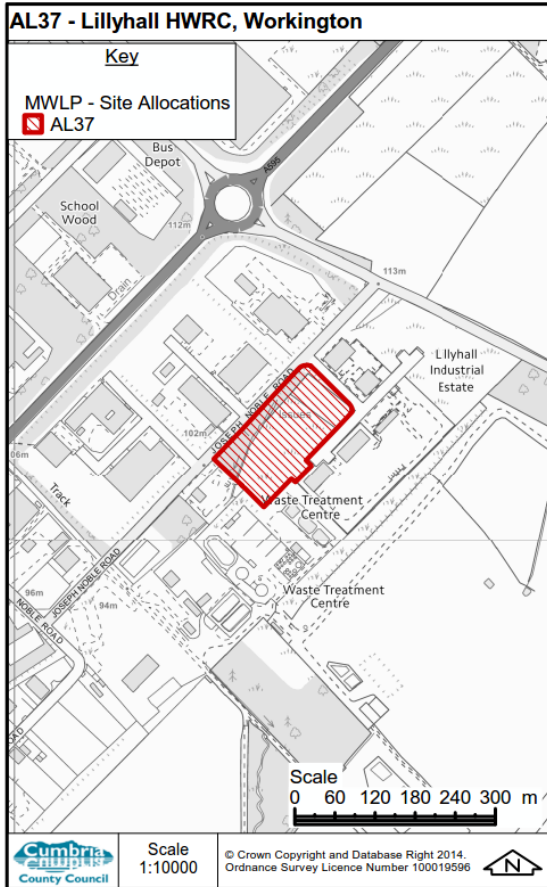 AL37 - Lillyhall HWRC, Workington
Key
MWLP - Site Allocations
AL37
Bus
Depot
A595
School
Wood
112m
Drain
113m
Lillyhall
Industrial
Estate
JOSEPH NOBLE ROAD
Issues
102m
Track
Waste Treatment
Centre
JOSEPH NOBLE ROAD
96m
94m
NOBLE ROAD
Waste Treatment
Centre
Scale
0 60 120 180 240 300 m
Cumbria
County Council
Scale
1:10000
© Crown Copyright and Database Right 2014.
Ordnance Survey Licence Number 100019596
N